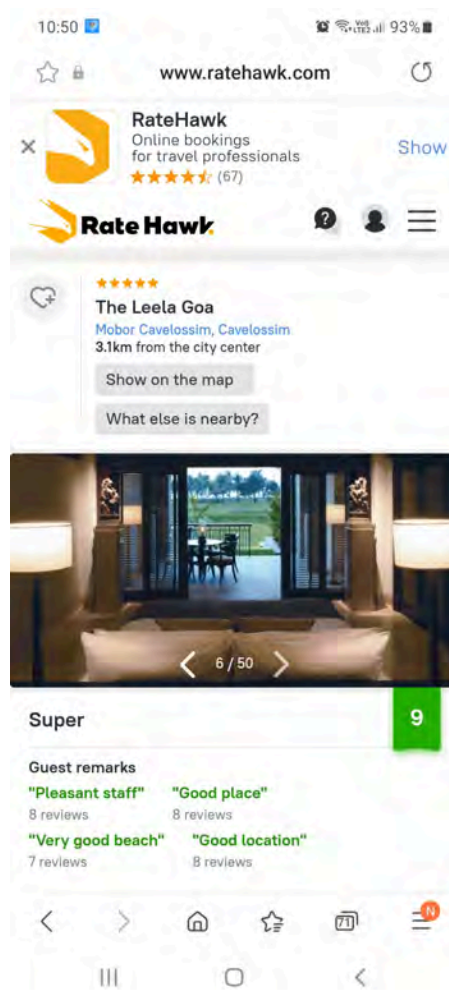 10:50
93%
www.ratehawk.com
RateHawk
Online bookings
for travel professionals
(67)
Show
Rate Hawk.
The Leela Goa
Mobor Cavelossim, Cavelossim
3.1km from the city center
Show on the map
What else is nearby?
6 / 50
Super
9
Guest remarks
"Pleasant staff" "Good place"
8 reviews 8 reviews
"Very good beach" "Good location"
7 reviews 8 reviews
71
N